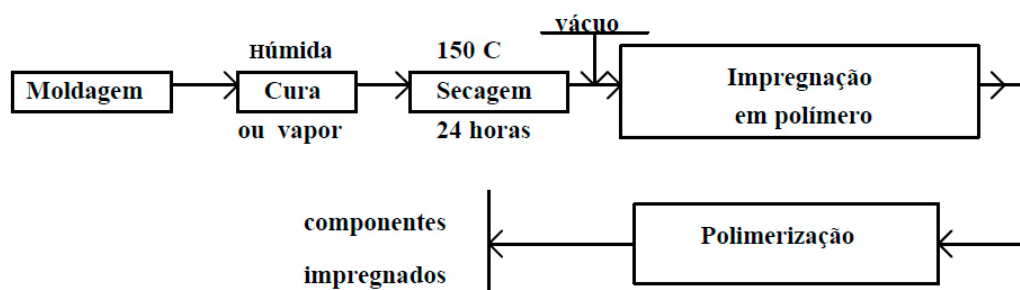 vácuo
Húmida
150 C
Moldagem
Cura
Secagem
Impregnação
em polímero
ou vapor
24 horas
componentes
impregnados
Polimerização